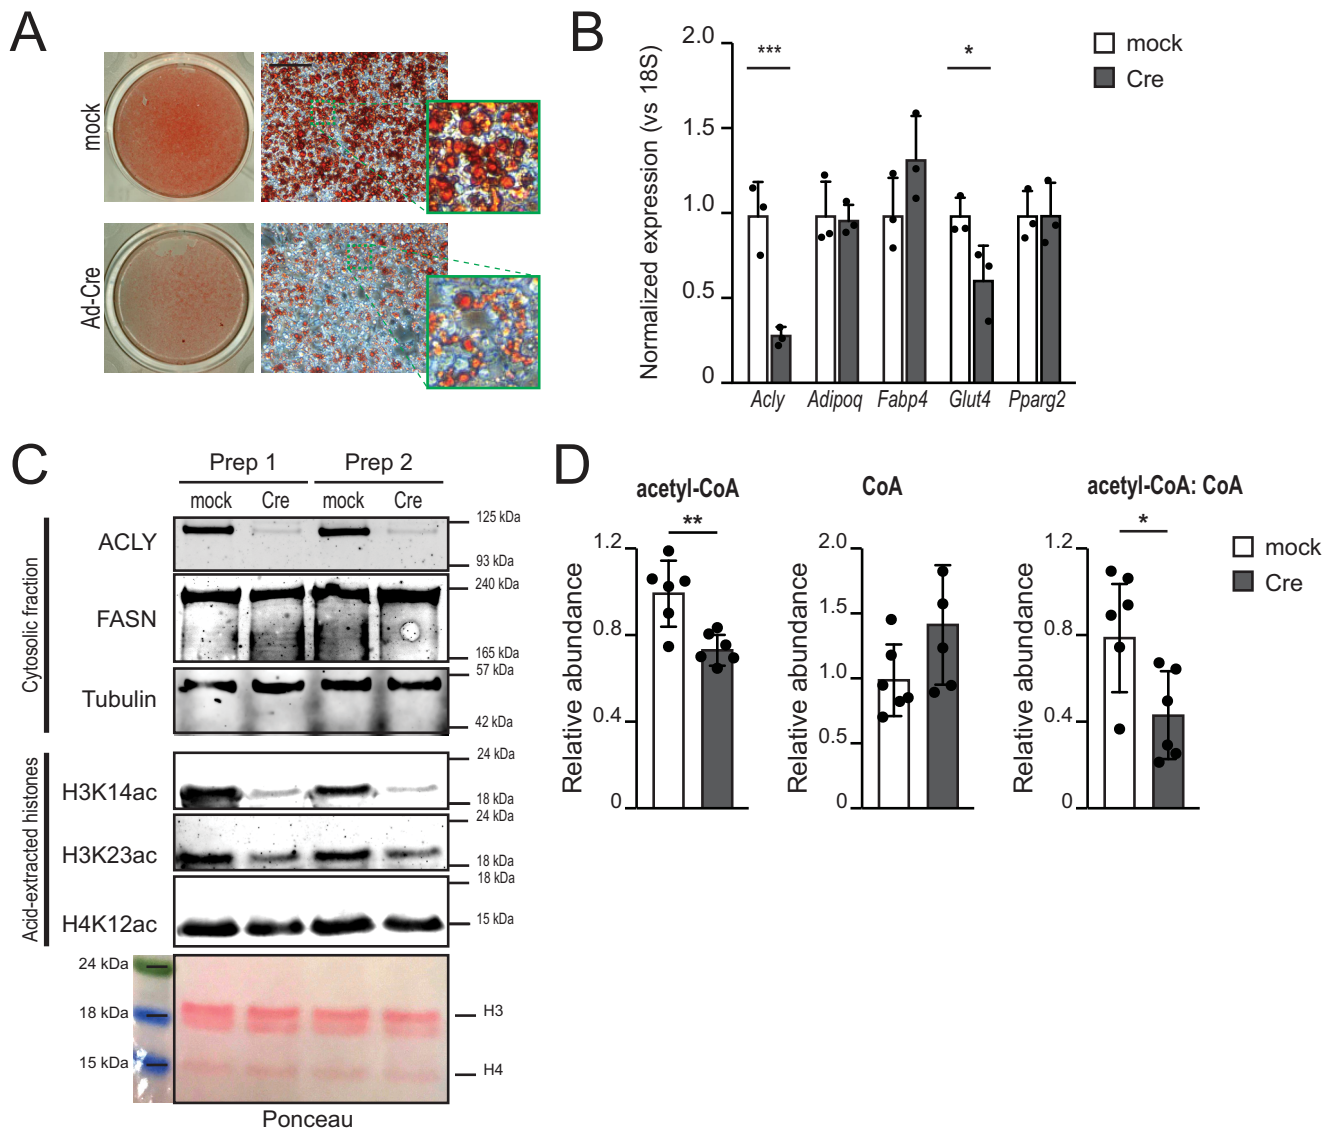 A
mock
Ad-Cre
B
Normalized expression (vs 18S)
2.0
1.5
1.0
0.5
0
***
*
mock
Cre
Acly
Adipoq
Fabp4
Glut4
Pparg2
C
Prep 1
Prep 2
mock
Cre
mock
Cre
Cytosolic fraction
ACLY
125 kDa
93 kDa
FASN
240 kDa
165 kDa
Tubulin
57 kDa
42 kDa
Acid-extracted histones
H3K14ac
24 kDa
18 kDa
H3K23ac
24 kDa
18 kDa
H4K12ac
18 kDa
15 kDa
24 kDa
18 kDa
15 kDa
H3
H4
Ponceau
D
acetyl-CoA
**
Relative abundance
1.2
0.8
0.4
0
CoA
Relative abundance
2.0
1.5
1.0
0.5
0
acetyl-CoA: CoA
*
Relative abundance
1.2
0.8
0.4
0
mock
Cre